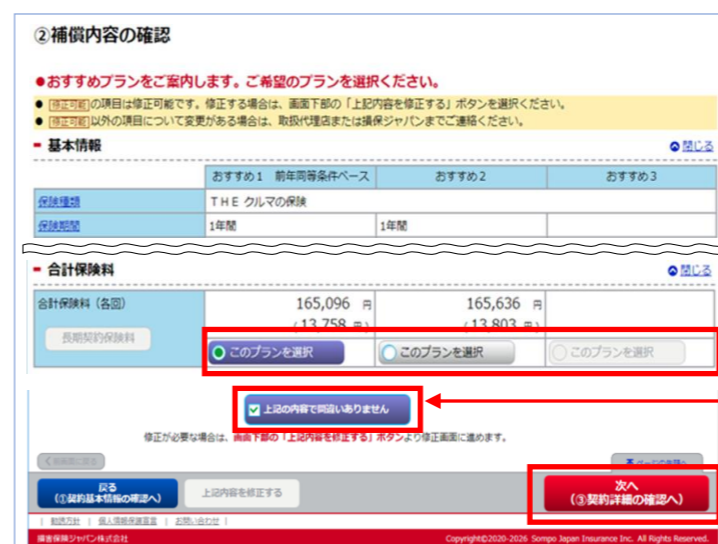 ②補償内容の確認
●おすすめプランをご案内します。ご希望のプランを選択ください。
● 修正可能の項目は修正可能です。修正する場合は、画面下部の「上記内容を修正する」ボタンを選択ください。
● 修正可能以外の項目について変更がある場合は、取扱代理店または損保ジャパンまでご連絡ください。
基本情報 閉じる
おすすめ1 前年同等条件ベース おすすめ2 おすすめ3
保険種類 THE クルマの保険
保険期間 1年間 1年間
合計保険料 閉じる
合計保険料（各回） 165,096 円 165,636 円
(13,758 円) (13,803 円)
長期契約保険料
このプランを選択 このプランを選択 このプランを選択
上記の内容で間違いありません
修正が必要な場合は、画面下部の「上記内容を修正する」ボタンより修正画面に進めます。
戻る
(①契約基本情報の確認へ)
上記内容を修正する
次へ
(③契約詳細の確認へ)
| 勧誘方針 | 個人情報保護宣言 | お問い合わせ |
損害保険ジャパン株式会社 Copyright©2020-2026 Sompo Japan Insurance Inc. All Rights Reserved.